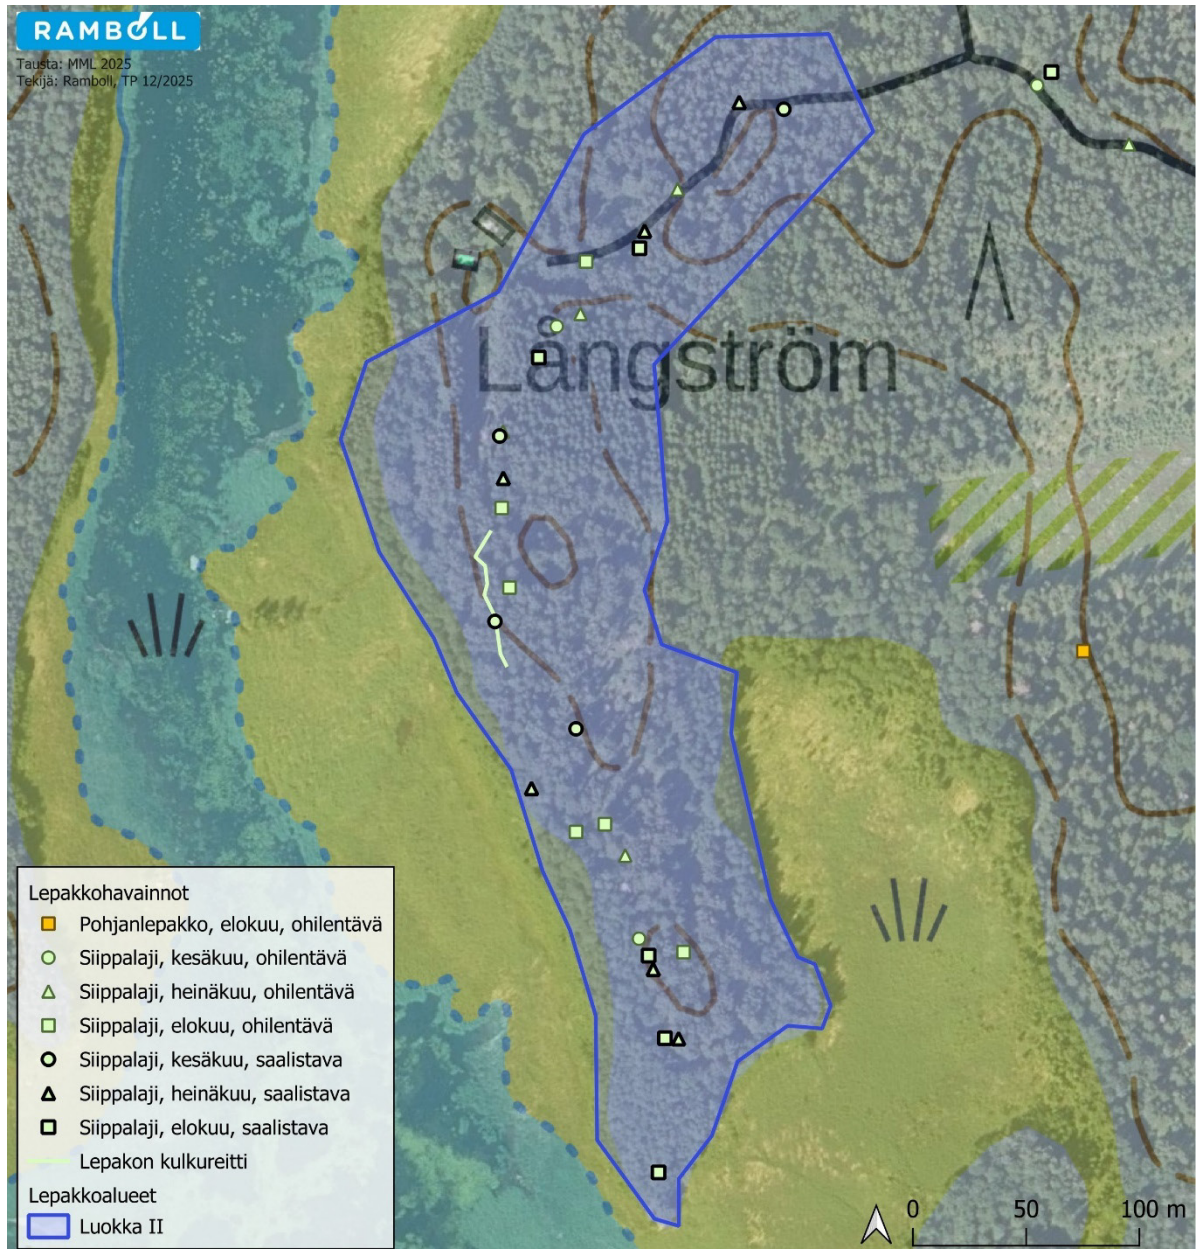 RAMBOLL
Tausta: MML 2025
Tekijä: Ramboll, TP 12/2025
Långström
Lepakkohavainnot
Pohjanlepakko, elokuu, ohilentävä
Siippalaji, kesäkuu, ohilentävä
Siippalaji, heinäkuu, ohilentävä
Siippalaji, elokuu, ohilentävä
Siippalaji, kesäkuu, saalistava
Siippalaji, heinäkuu, saalistava
Siippalaji, elokuu, saalistava
Lepakon kulkureitti
Lepakkoalueet
Luokka II
0 50 100 m